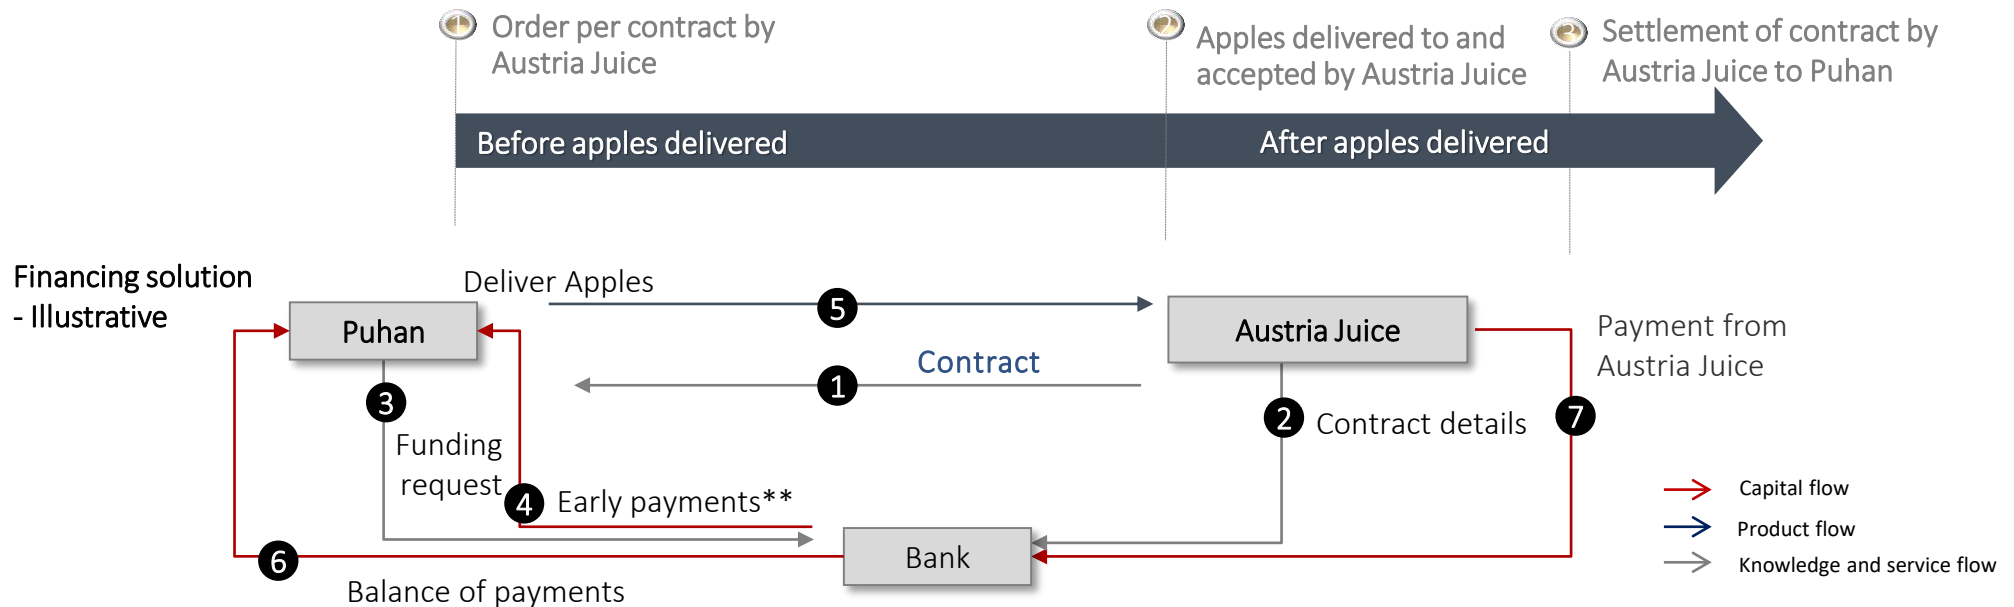 1
Order per contract by
Austria Juice
2
Apples delivered to and
accepted by Austria Juice
3
Settlement of contract by
Austria Juice to Puhan
Before apples delivered
After apples delivered
Financing solution
- Illustrative
Deliver Apples
5
Puhan
Austria Juice
Payment from
Austria Juice
Contract
1
3
2
Contract details
7
Funding
request
4
Early payments**
Bank
6
Balance of payments
Capital flow
Product flow
Knowledge and service flow